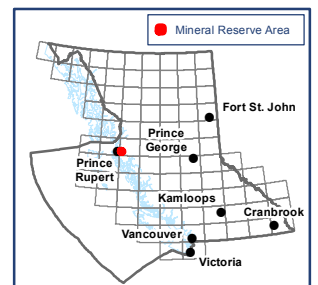 Mineral Reserve Area
Fort St. John
Prince
George
Prince
Rupert
Kamloops
Cranbrook
Vancouver
Victoria